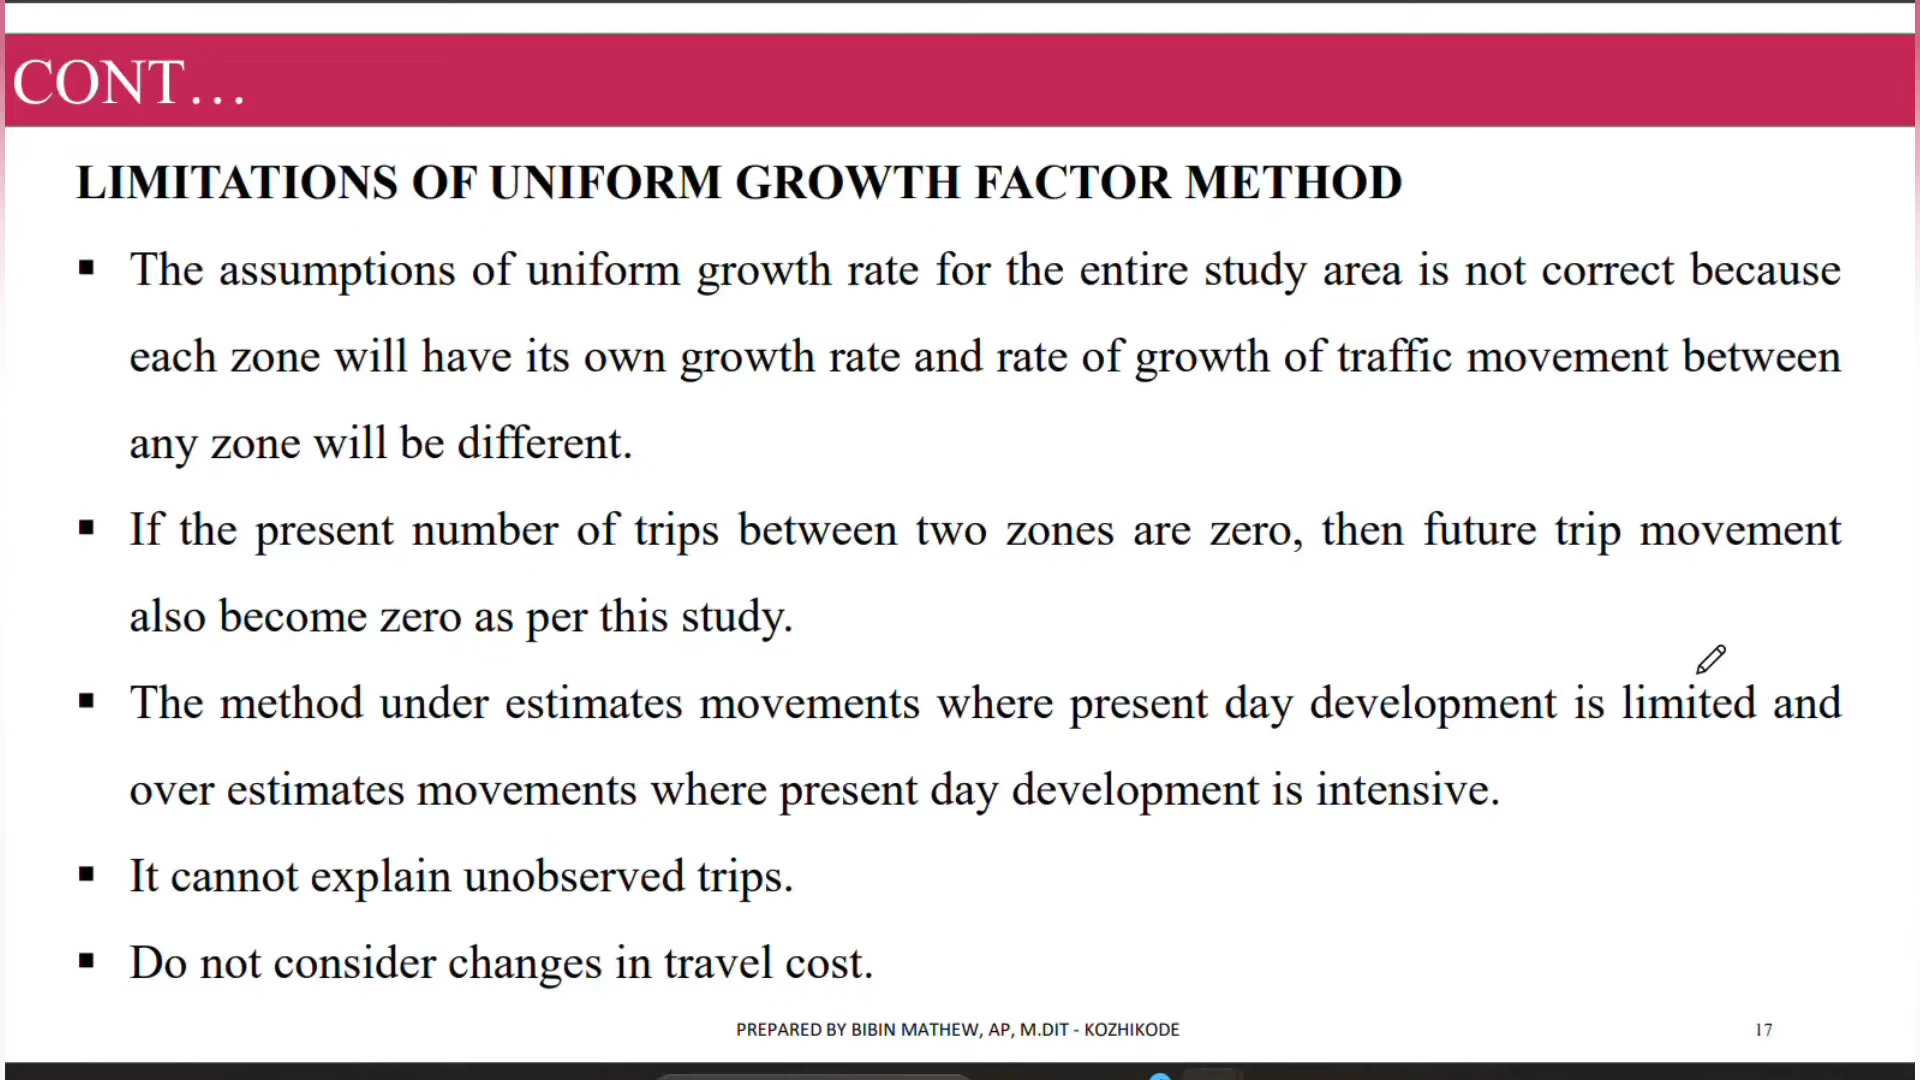 CONT...
LIMITATIONS OF UNIFORM GROWTH FACTOR METHOD
▪ The assumptions of uniform growth rate for the entire study area is not correct because
each zone will have its own growth rate and rate of growth of traffic movement between
any zone will be different.
▪ If the present number of trips between two zones are zero, then future trip movement
also become zero as per this study.
▪ The method under estimates movements where present day development is limited and
over estimates movements where present day development is intensive.
▪ It cannot explain unobserved trips.
▪ Do not consider changes in travel cost.
PREPARED BY BIBIN MATHEW, AP, M.DIT - KOZHIKODE
17